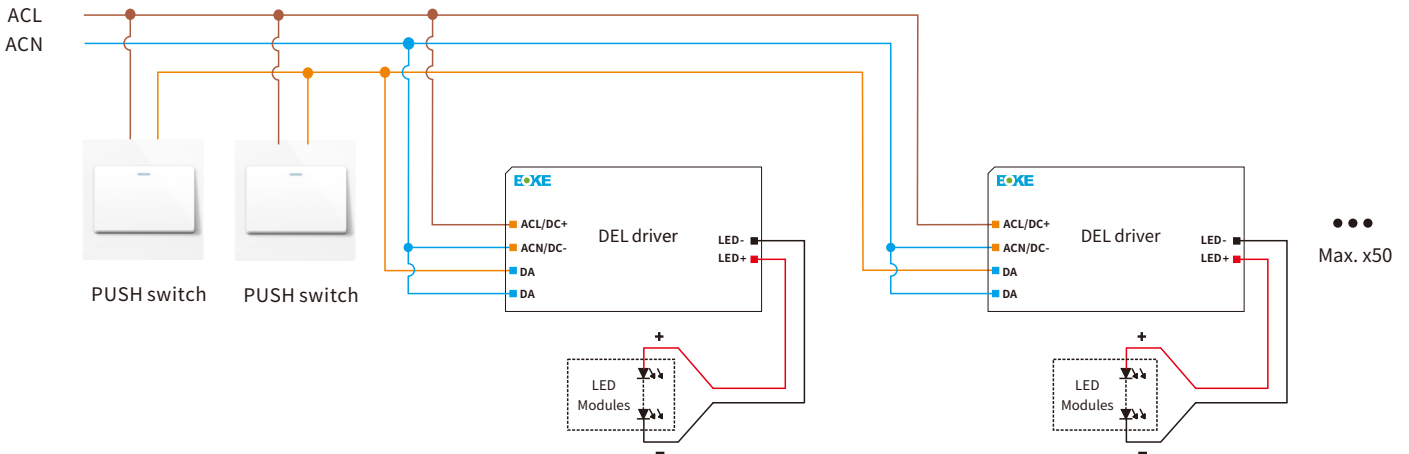 ACL
ACN
PUSH switch
PUSH switch
EOKE
ACL/DC+
ACN/DC-
DA
DA
DEL driver
LED-
LED+
+
LED
Modules
-
EOKE
ACL/DC+
ACN/DC-
DA
DA
DEL driver
LED-
LED+
+
LED
Modules
-
•••
Max. x50